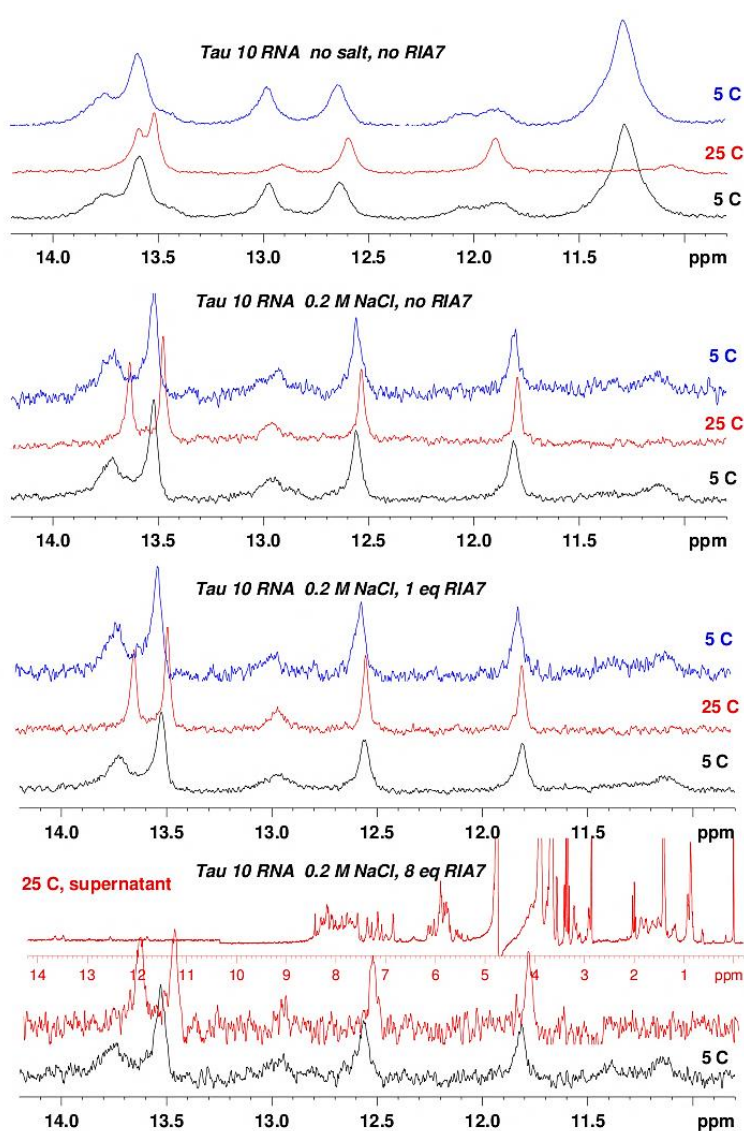 Tau 10 RNA no salt, no RIA7
5 C
25 C
5 C
14.0 13.5 13.0 12.5 12.0 11.5 ppm
Tau 10 RNA 0.2 M NaCl, no RIA7
5 C
25 C
5 C
14.0 13.5 13.0 12.5 12.0 11.5 ppm
Tau 10 RNA 0.2 M NaCl, 1 eq RIA7
5 C
25 C
5 C
14.0 13.5 13.0 12.5 12.0 11.5 ppm
Tau 10 RNA 0.2 M NaCl, 8 eq RIA7
25 C, supernatant
14 13 12 11 10 9 8 7 6 5 4 3 2 1 ppm
5 C
14.0 13.5 13.0 12.5 12.0 11.5 ppm